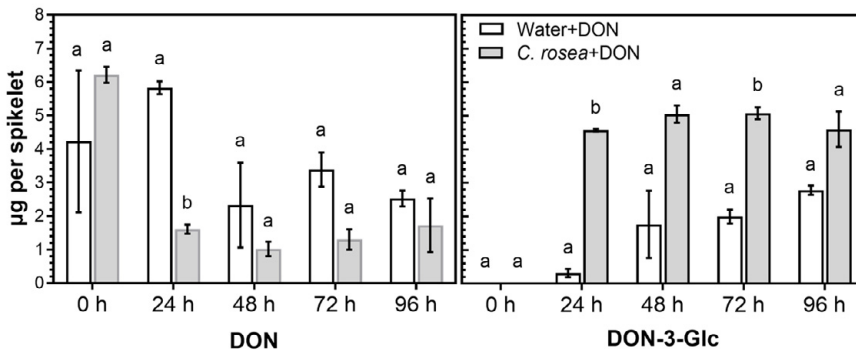 μg per spikelet
8
7
6
5
4
3
2
1
0
a a a b a a a a a a
0 h 24 h 48 h 72 h 96 h
DON
Water+DON
C. rosea+DON
a a a b a a a b a a
0 h 24 h 48 h 72 h 96 h
DON-3-Glc